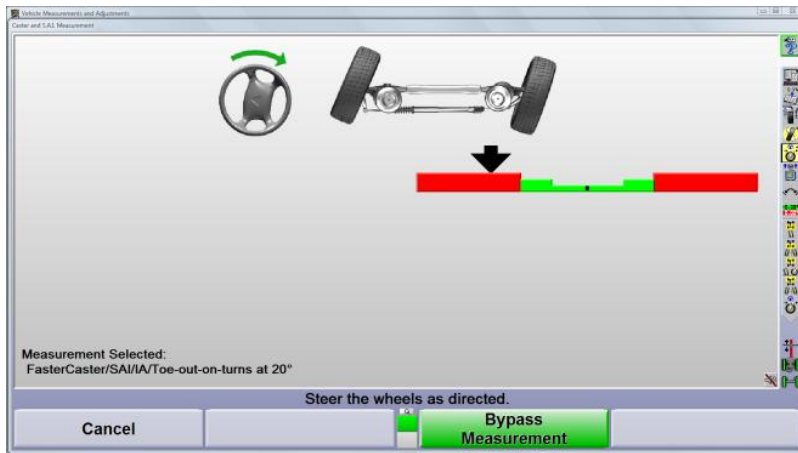 Vehicle Measurements and Adjustments
Caster and S.A.I. Measurement
Measurement Selected:
FasterCaster/SAI/IA/Toe-out-on-turns at 20°
Steer the wheels as directed.
Cancel
Bypass
Measurement